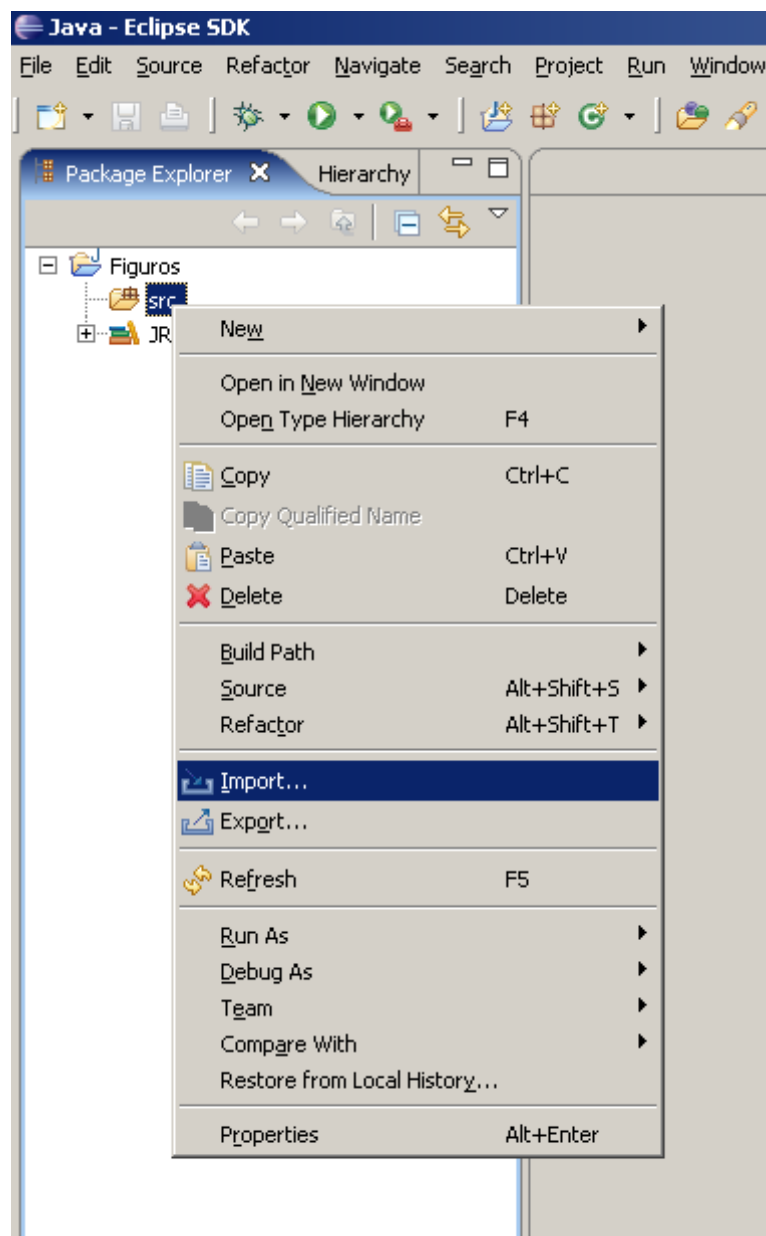 Java - Eclipse SDK
File Edit Source Refactor Navigate Search Project Run Window
Package Explorer Hierarchy
Figuros
src
JR
New
Open in New Window
Open Type Hierarchy F4
Copy Ctrl+C
Copy Qualified Name
Paste Ctrl+V
Delete Delete
Build Path
Source Alt+Shift+S
Refactor Alt+Shift+T
Import...
Export...
Refresh F5
Run As
Debug As
Team
Compare With
Restore from Local History...
Properties Alt+Enter